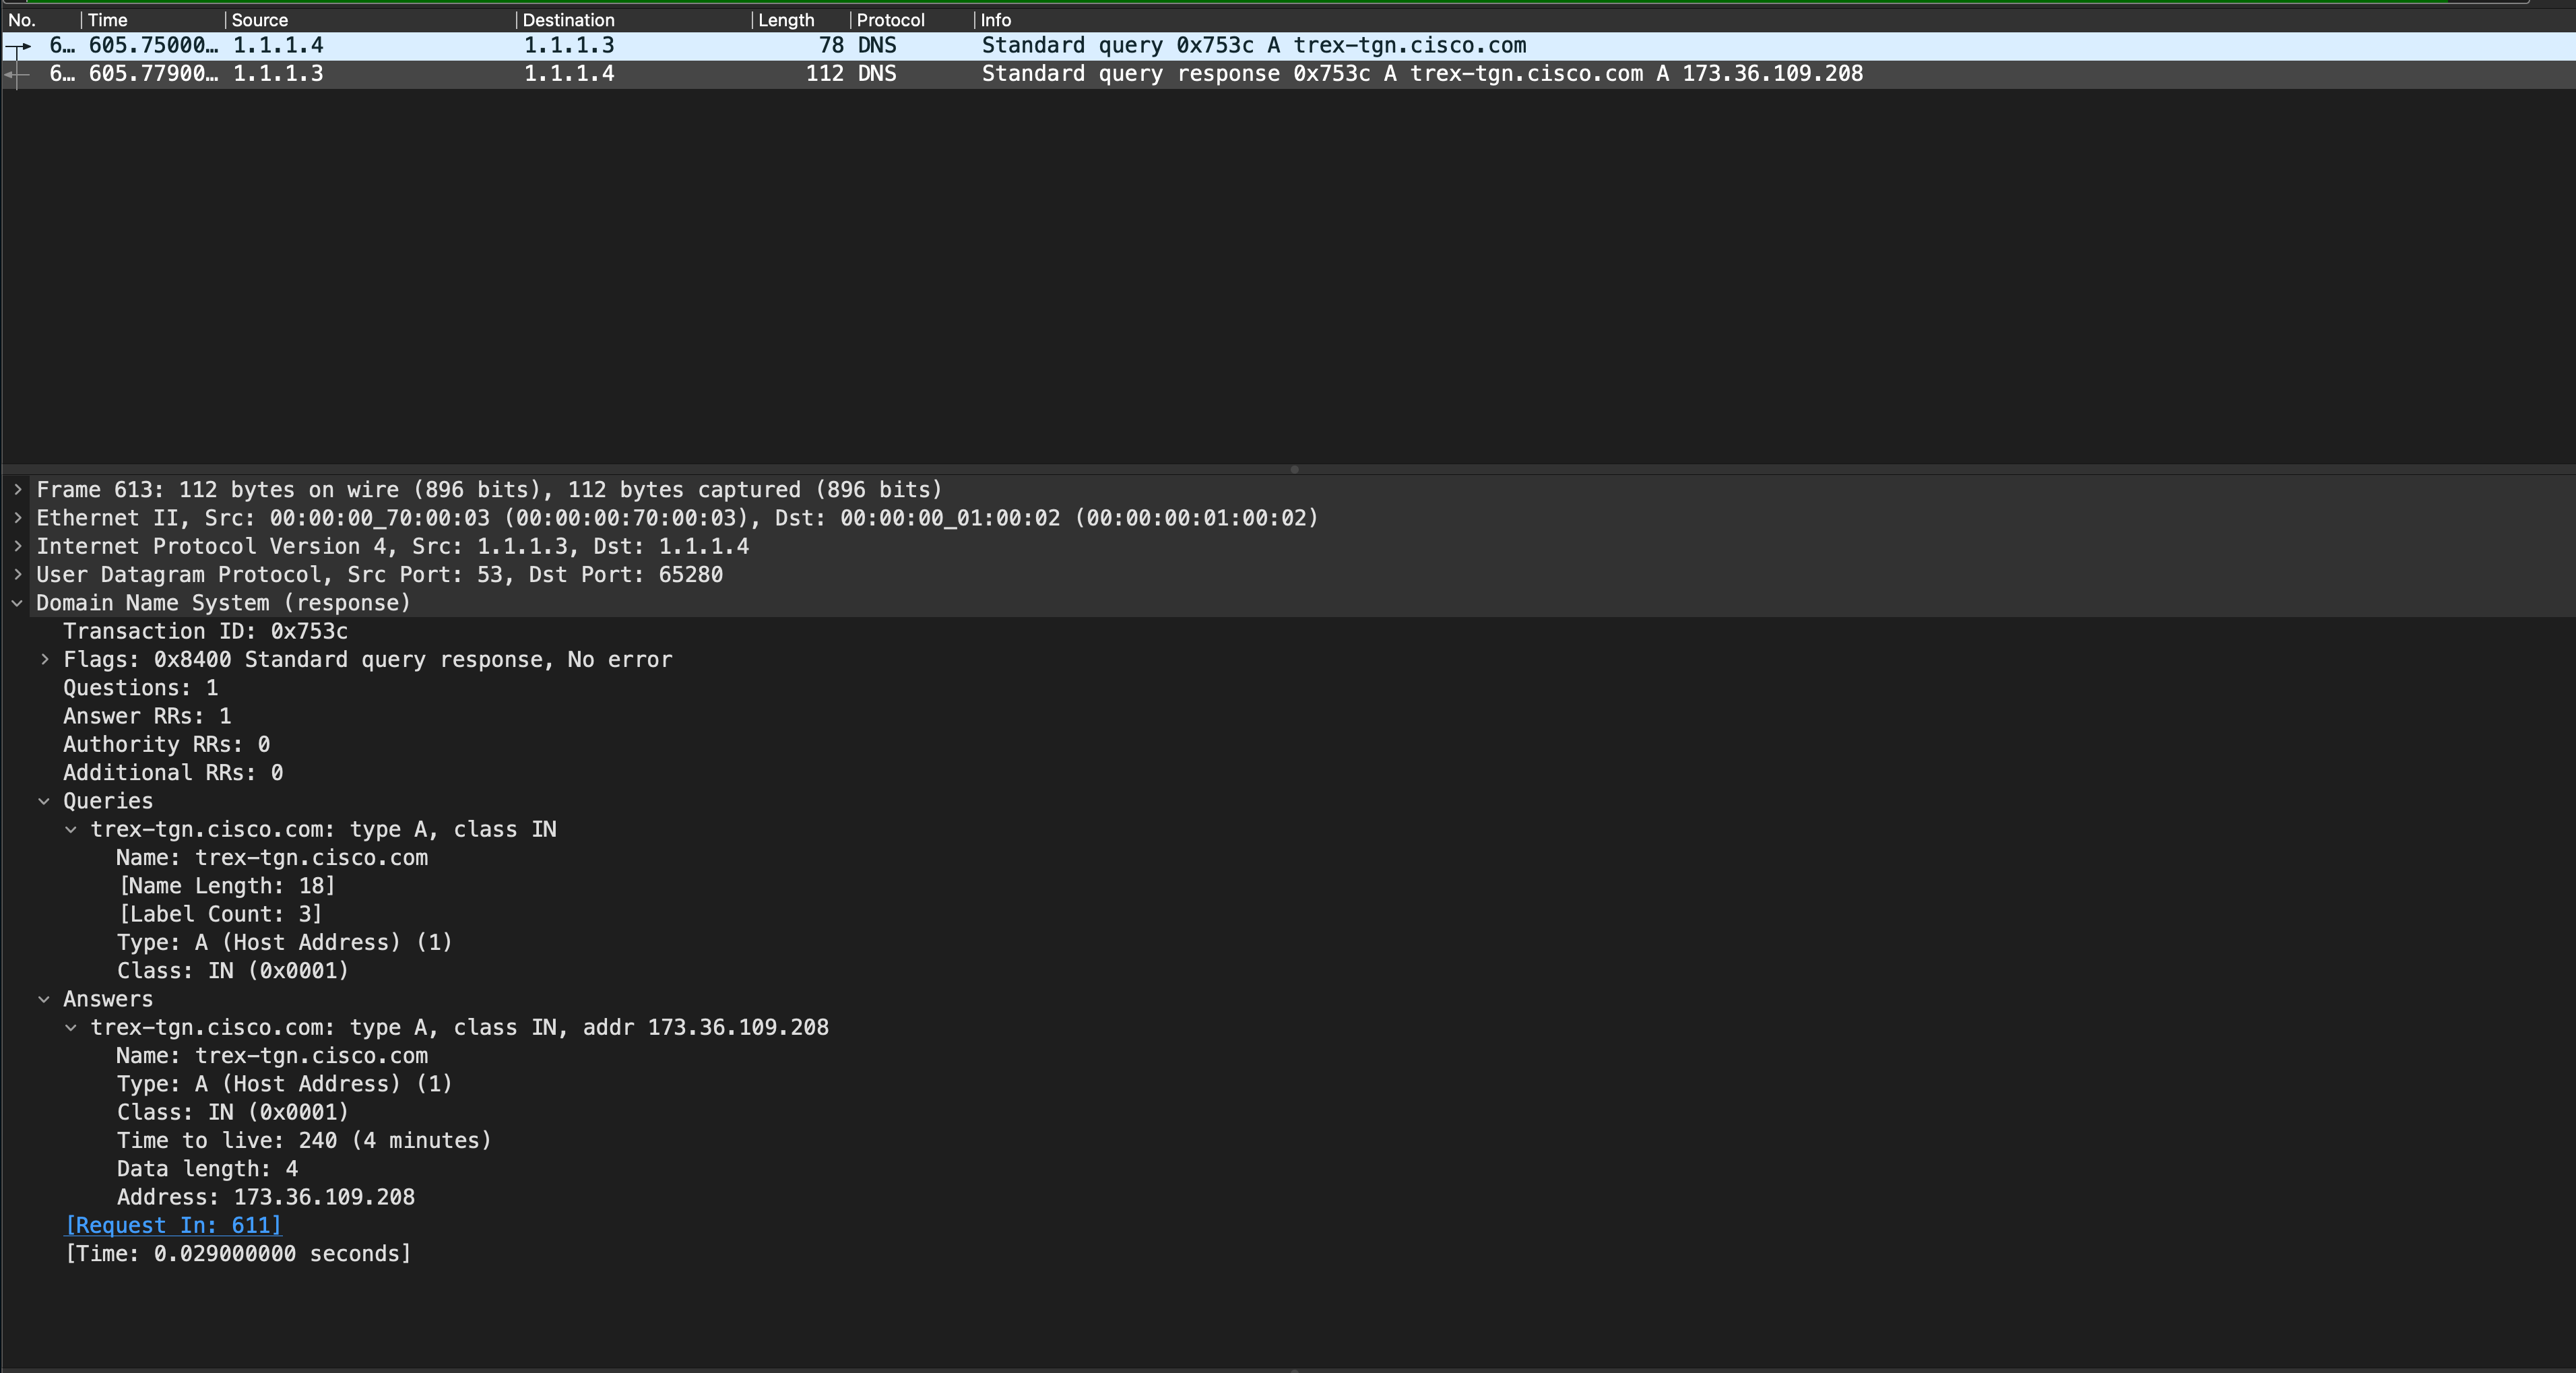 No. Time Source Destination Length Protocol Info
6… 605.75000… 1.1.1.4 1.1.1.3 78 DNS Standard query 0x753c A trex-tgn.cisco.com
6… 605.77900… 1.1.1.3 1.1.1.4 112 DNS Standard query response 0x753c A trex-tgn.cisco.com A 173.36.109.208
Frame 613: 112 bytes on wire (896 bits), 112 bytes captured (896 bits)
Ethernet II, Src: 00:00:00_70:00:03 (00:00:00:70:00:03), Dst: 00:00:00_01:00:02 (00:00:00:01:00:02)
Internet Protocol Version 4, Src: 1.1.1.3, Dst: 1.1.1.4
User Datagram Protocol, Src Port: 53, Dst Port: 65280
Domain Name System (response)
Transaction ID: 0x753c
Flags: 0x8400 Standard query response, No error
Questions: 1
Answer RRs: 1
Authority RRs: 0
Additional RRs: 0
Queries
trex-tgn.cisco.com: type A, class IN
Name: trex-tgn.cisco.com
[Name Length: 18]
[Label Count: 3]
Type: A (Host Address) (1)
Class: IN (0x0001)
Answers
trex-tgn.cisco.com: type A, class IN, addr 173.36.109.208
Name: trex-tgn.cisco.com
Type: A (Host Address) (1)
Class: IN (0x0001)
Time to live: 240 (4 minutes)
Data length: 4
Address: 173.36.109.208
[Request In: 611]
[Time: 0.029000000 seconds]